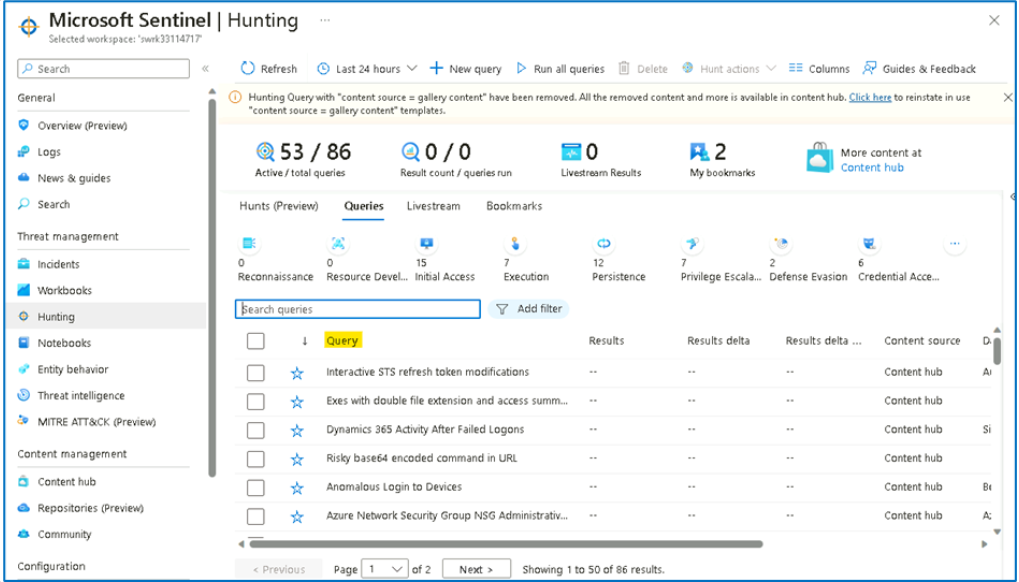 Microsoft Sentinel | Hunting ...
Selected workspace: 'swrk33114717'
Search
General
Overview (Preview)
Logs
News & guides
Search
Threat management
Incidents
Workbooks
Hunting
Notebooks
Entity behavior
Threat intelligence
MITRE ATT&CK (Preview)
Content management
Content hub
Repositories (Preview)
Community
Configuration
Refresh Last 24 hours New query Run all queries Delete Hunt actions Columns Guides & Feedback
Hunting Query with "content source = gallery content" have been removed. All the removed content and more is available in content hub. Click here to reinstate in use
"content source = gallery content" templates.
53 / 86
Active / total queries
0 / 0
Result count / queries run
0
Livestream Results
2
My bookmarks
More content at
Content hub
Hunts (Preview) Queries Livestream Bookmarks
0
Reconnaissance
0
Resource Devel...
15
Initial Access
7
Execution
12
Persistence
7
Privilege Escala...
2
Defense Evasion
6
Credential Acce...
...
Search queries Add filter
Query Results Results delta Results delta ... Content source D
Interactive STS refresh token modifications -- -- -- Content hub
Exes with double file extension and access summ... -- -- -- Content hub
Dynamics 365 Activity After Failed Logons -- -- -- Content hub Si
Risky base64 encoded command in URL -- -- -- Content hub
Anomalous Login to Devices -- -- -- Content hub
Azure Network Security Group NSG Administrativ... -- -- -- Content hub
< Previous Page 1 of 2 Next > Showing 1 to 50 of 86 results.